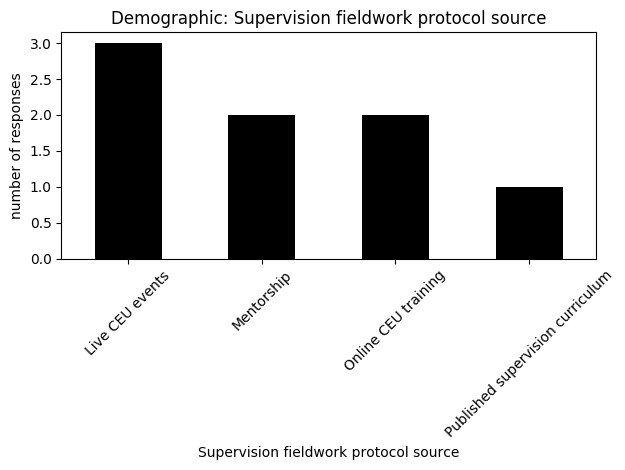 Demographic: Supervision fieldwork protocol source
number of responses
3.0
2.5
2.0
1.5
1.0
0.5
0.0
Live CEU events
Mentorship
Online CEU training
Published supervision curriculum
Supervision fieldwork protocol source